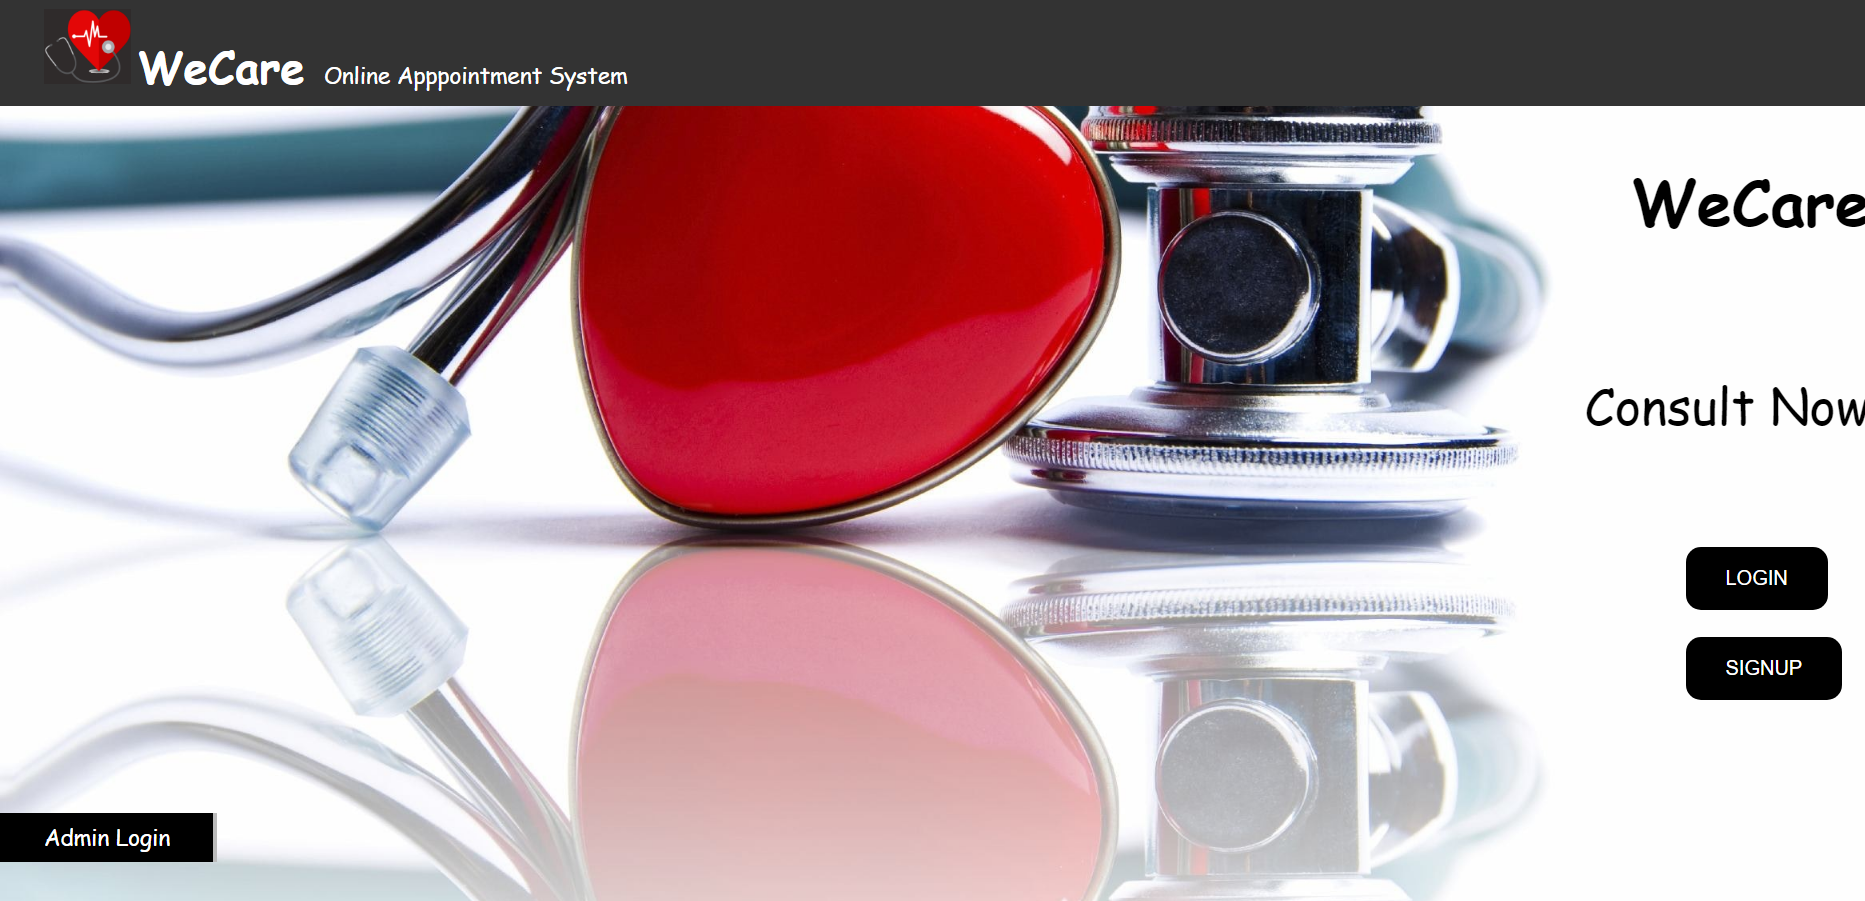 WeCare Online Apppointment System
WeCare
Consult Now
LOGIN
SIGNUP
Admin Login